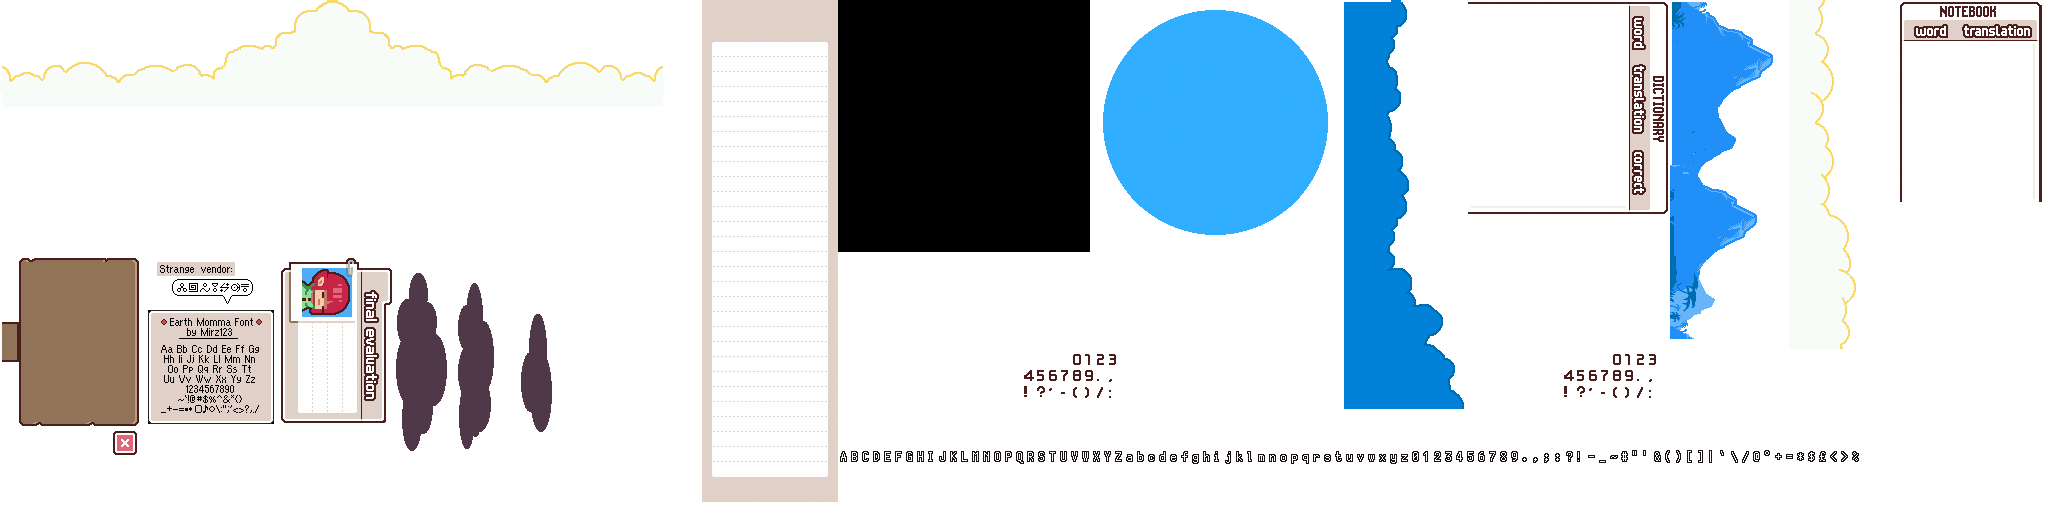 NOTEBOOK
word translation
word translation correct
DICTIONARY
Strange vendor:
Earth Momma Font
by Mirz123
Aa Bb Cc Dd Ee Ff Gg
Hh Ii Jj Kk Ll Mm Nn
Oo Pp Qq Rr Ss Tt
Uu Vv Ww Xx Yy Zz
1234567890
final evaluation
0123
456789.,
!?'-()/:
0123
456789.,
!?'-()/:
ABCDEFGHIJKLMNOPQRSTUVWXYZabcdefghijklmnopqrstuvwxyz0123456789